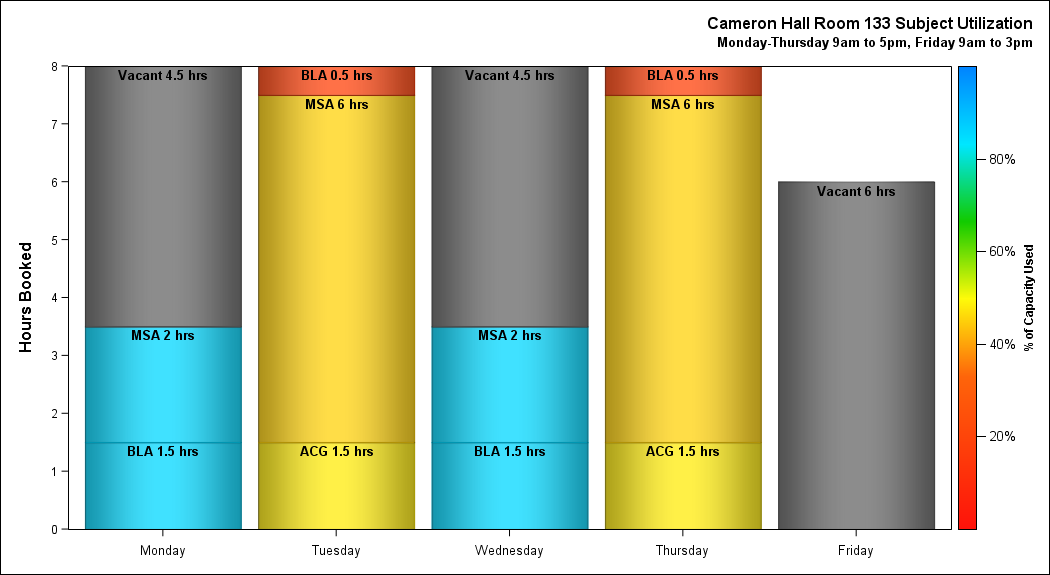 Cameron Hall Room 133 Subject Utilization
Monday-Thursday 9am to 5pm, Friday 9am to 3pm
Hours Booked
8
7
6
5
4
3
2
1
0
Vacant 4.5 hrs
MSA 2 hrs
BLA 1.5 hrs
BLA 0.5 hrs
MSA 6 hrs
ACG 1.5 hrs
Vacant 4.5 hrs
MSA 2 hrs
BLA 1.5 hrs
BLA 0.5 hrs
MSA 6 hrs
ACG 1.5 hrs
Vacant 6 hrs
Monday
Tuesday
Wednesday
Thursday
Friday
80%
60%
40%
20%
% of Capacity Used